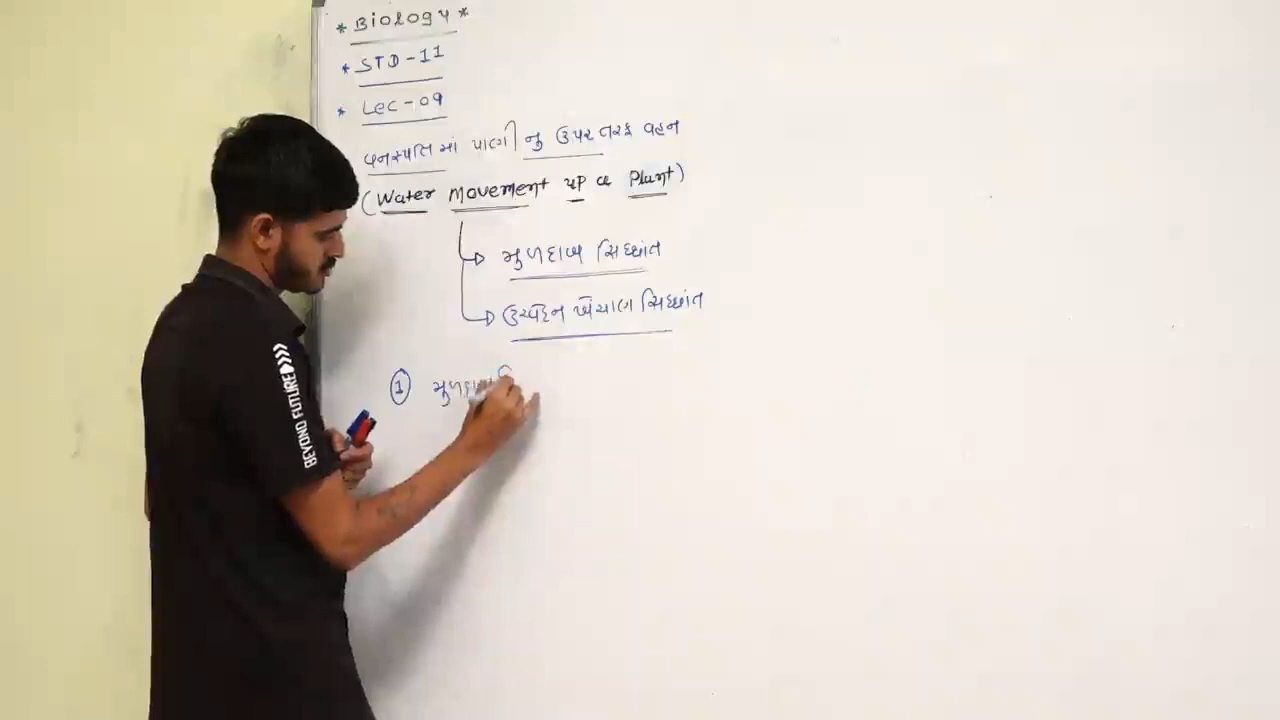 * Biology *
* STD-11
* Lec-09
વનસ્પતિ માં પાણી નુ ઉપર તરફ વહન
(Water Movement up a Plant)
મુળદાબ સિધ્ધાંત
ઉત્સ્વેદન ખેંચાણ સિધ્ધાંત
1 મુળદાબ
BEYOND FUTURE